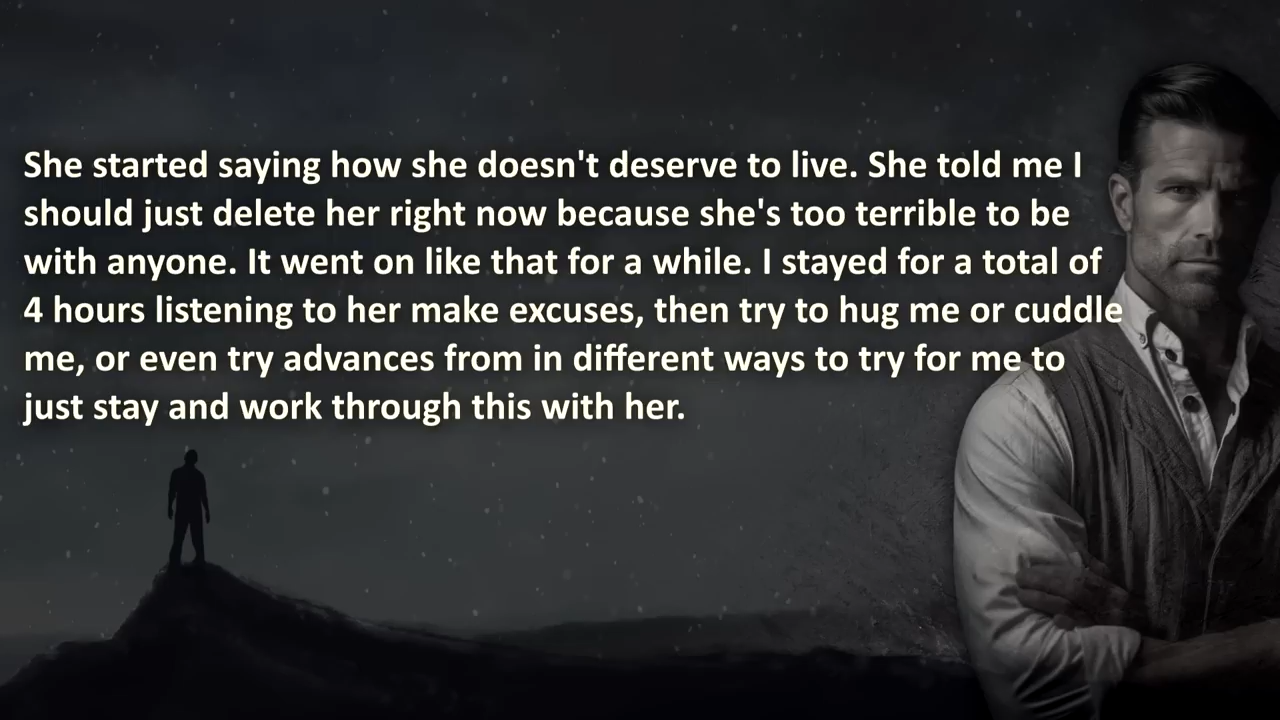 She started saying how she doesn't deserve to live. She told me I
should just delete her right now because she's too terrible to be
with anyone. It went on like that for a while. I stayed for a total of
4 hours listening to her make excuses, then try to hug me or cuddle
me, or even try advances from in different ways to try for me to
just stay and work through this with her.